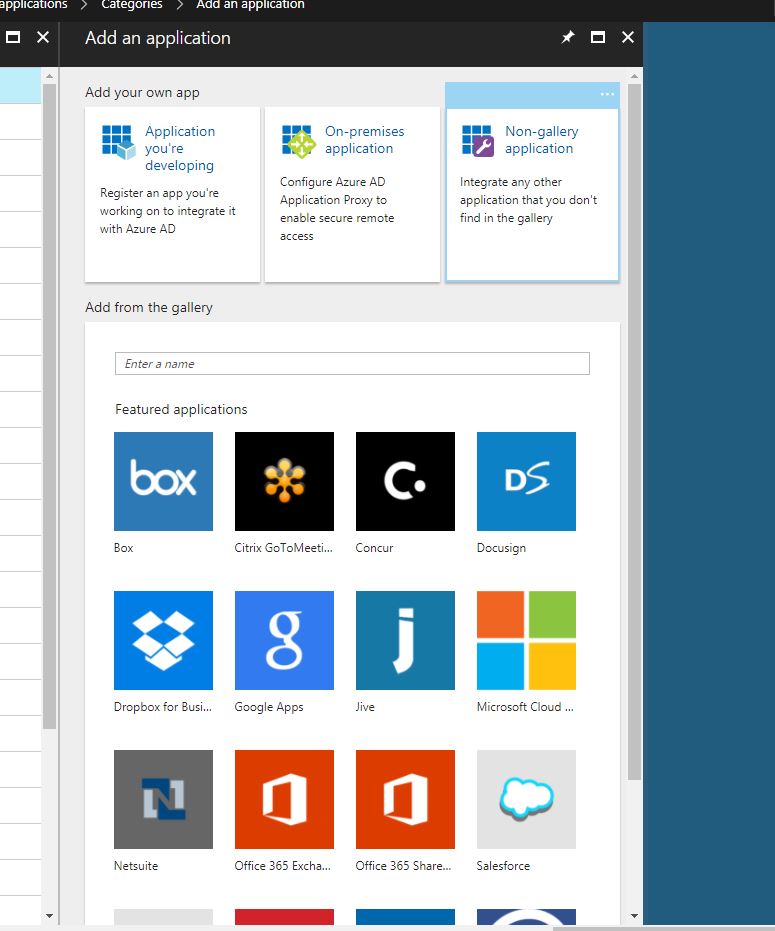 applications > Categories > Add an application
Add an application
Add your own app
Application
you're
developing
Register an app you're
working on to integrate it
with Azure AD
On-premises
application
Configure Azure AD
Application Proxy to
enable secure remote
access
Non-gallery
application
Integrate any other
application that you don't
find in the gallery
Add from the gallery
Enter a name
Featured applications
box
DS
Box
Citrix GoToMeeti...
Concur
Docusign
g
j
Dropbox for Busi...
Google Apps
Jive
Microsoft Cloud ...
N
Netsuite
Office 365 Excha...
Office 365 Share...
Salesforce